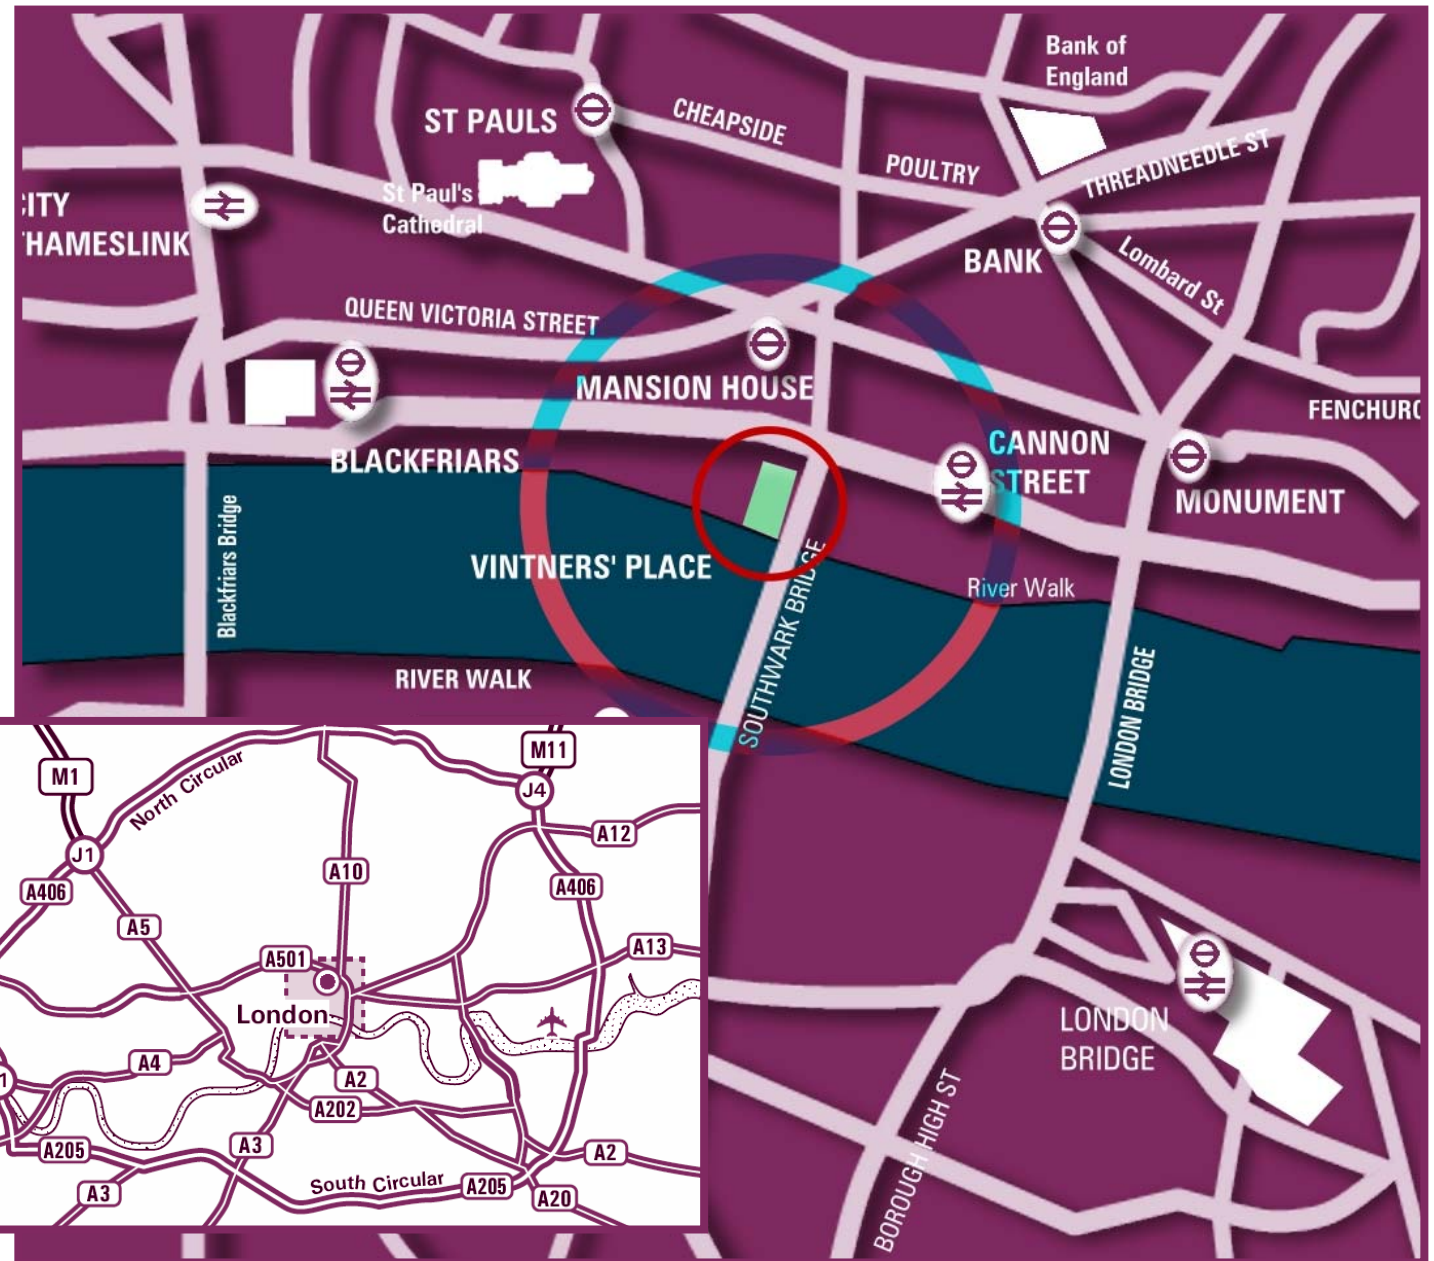 Bank of
England
ST PAULS
CHEAPSIDE
POULTRY
THREADNEEDLE ST
St Paul's
Cathedral
CITY
THAMESLINK
BANK
Lombard St
QUEEN VICTORIA STREET
MANSION HOUSE
FENCHURC
BLACKFRIARS
CANNON
STREET
MONUMENT
Blackfriars Bridge
VINTNERS' PLACE
SOUTHWARK BRIDGE
River Walk
RIVER WALK
LONDON BRIDGE
M1
North Circular
M11
J4
J1
A12
A10
A406
A406
A5
A501
A13
London
A4
1
A2
A202
A205
A3
A2
South Circular
A205
A3
A20
LONDON
BRIDGE
BOROUGH HIGH ST